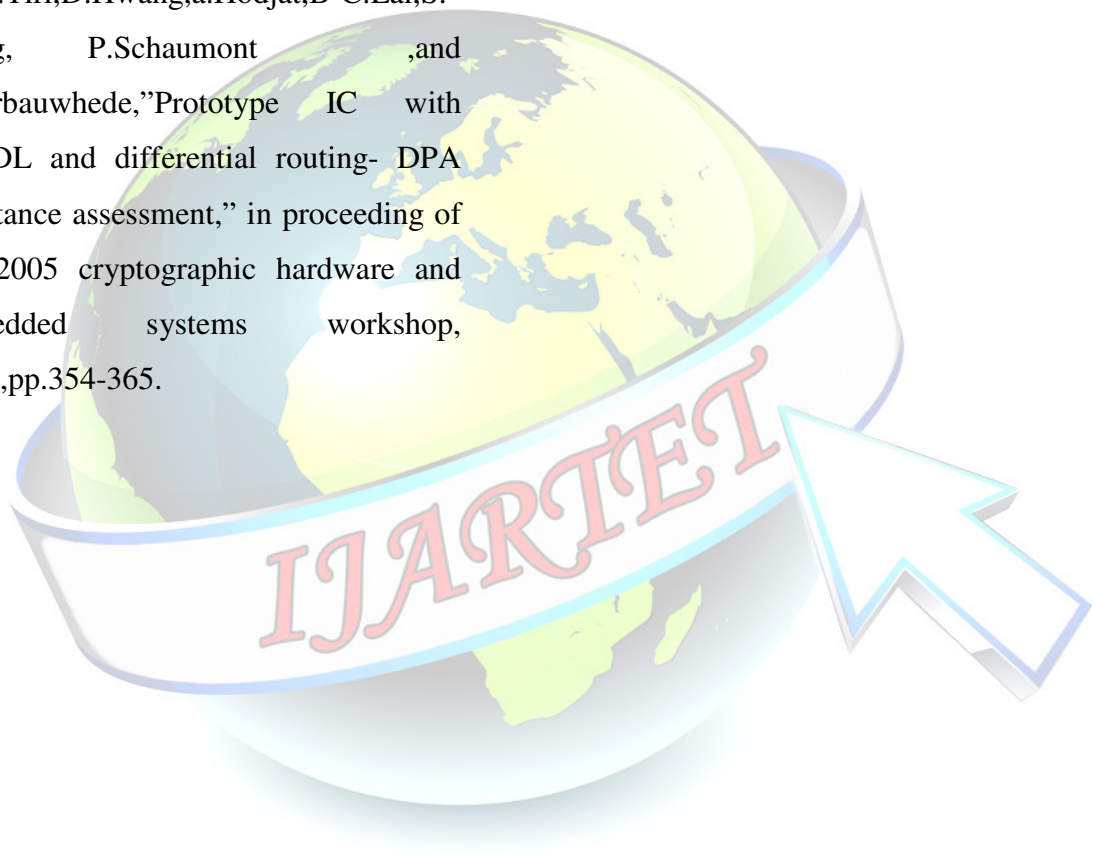 P.Schaumont ,and
rbauwhede,”Prototype IC with
DL and differential routing- DPA
tance assessment,” in proceeding of
2005 cryptographic hardware and
edded systems workshop,
,pp.354-365.
IJARTET